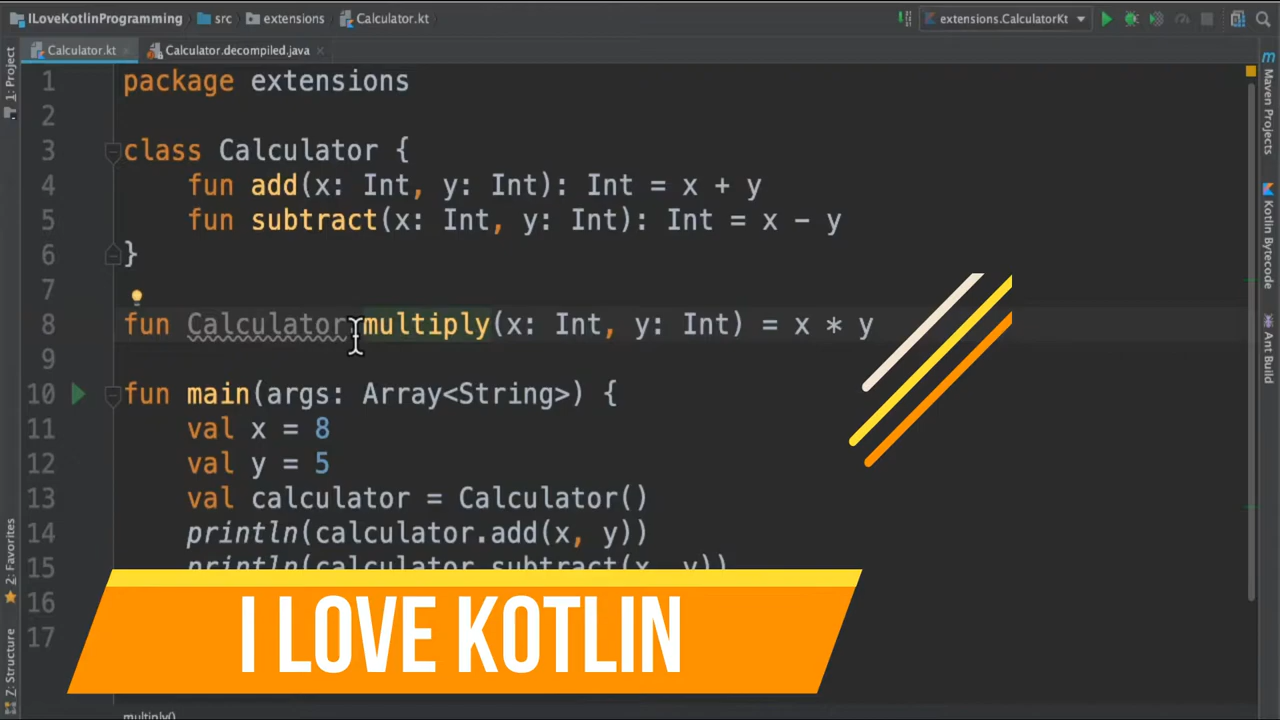 ILoveKotlinProgramming src extensions Calculator.kt extensions.CalculatorKt
Calculator.kt Calculator.decompiled.java
1: Project
Maven Projects
Kotlin Bytecode
Ant Build
2: Favorites
Z: Structure
1 package extensions
2
3 class Calculator {
4 fun add(x: Int, y: Int): Int = x + y
5 fun subtract(x: Int, y: Int): Int = x - y
6 }
7
8 fun Calculator.multiply(x: Int, y: Int) = x * y
9
10 fun main(args: Array<String>) {
11 val x = 8
12 val y = 5
13 val calculator = Calculator()
14 println(calculator.add(x, y))
15 println(calculator.subtract(x, y))
16
17
I LOVE KOTLIN
multiply()